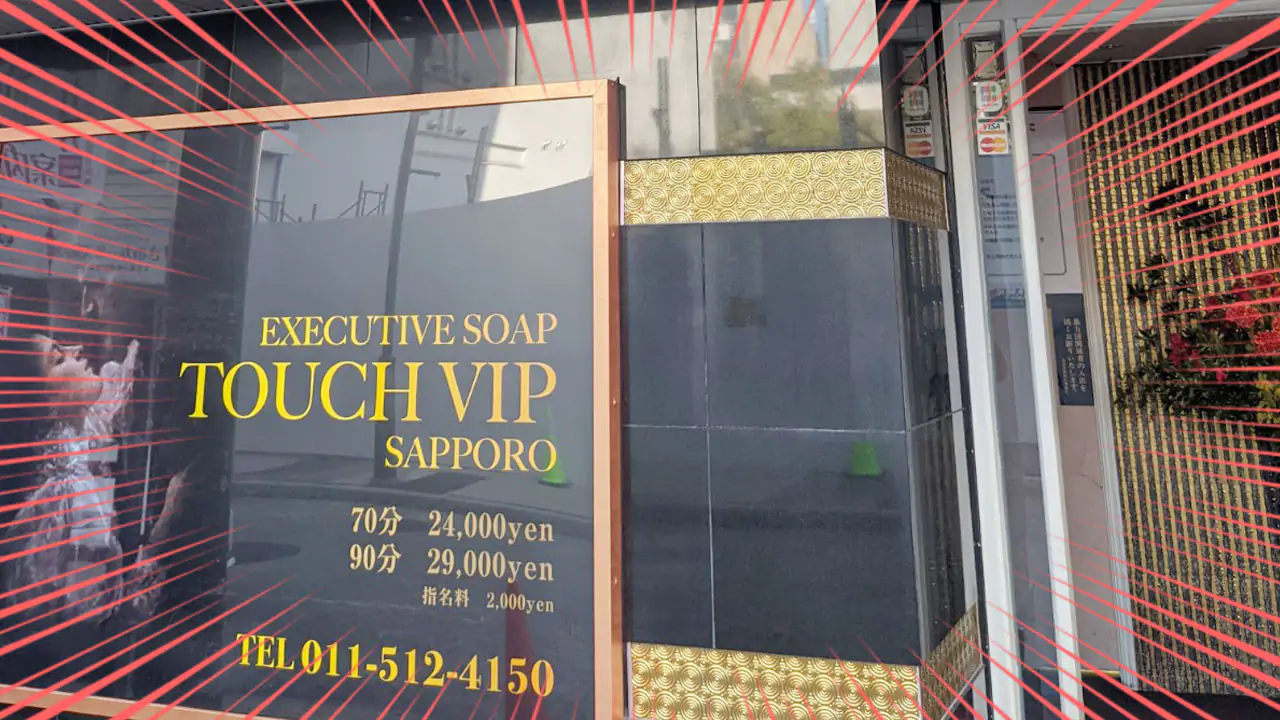 EXECUTIVE SOAP
TOUCH VIP
SAPPORO
70分 24,000yen
90分 29,000yen
指名料 2,000yen
TEL 011-512-4150
VISA